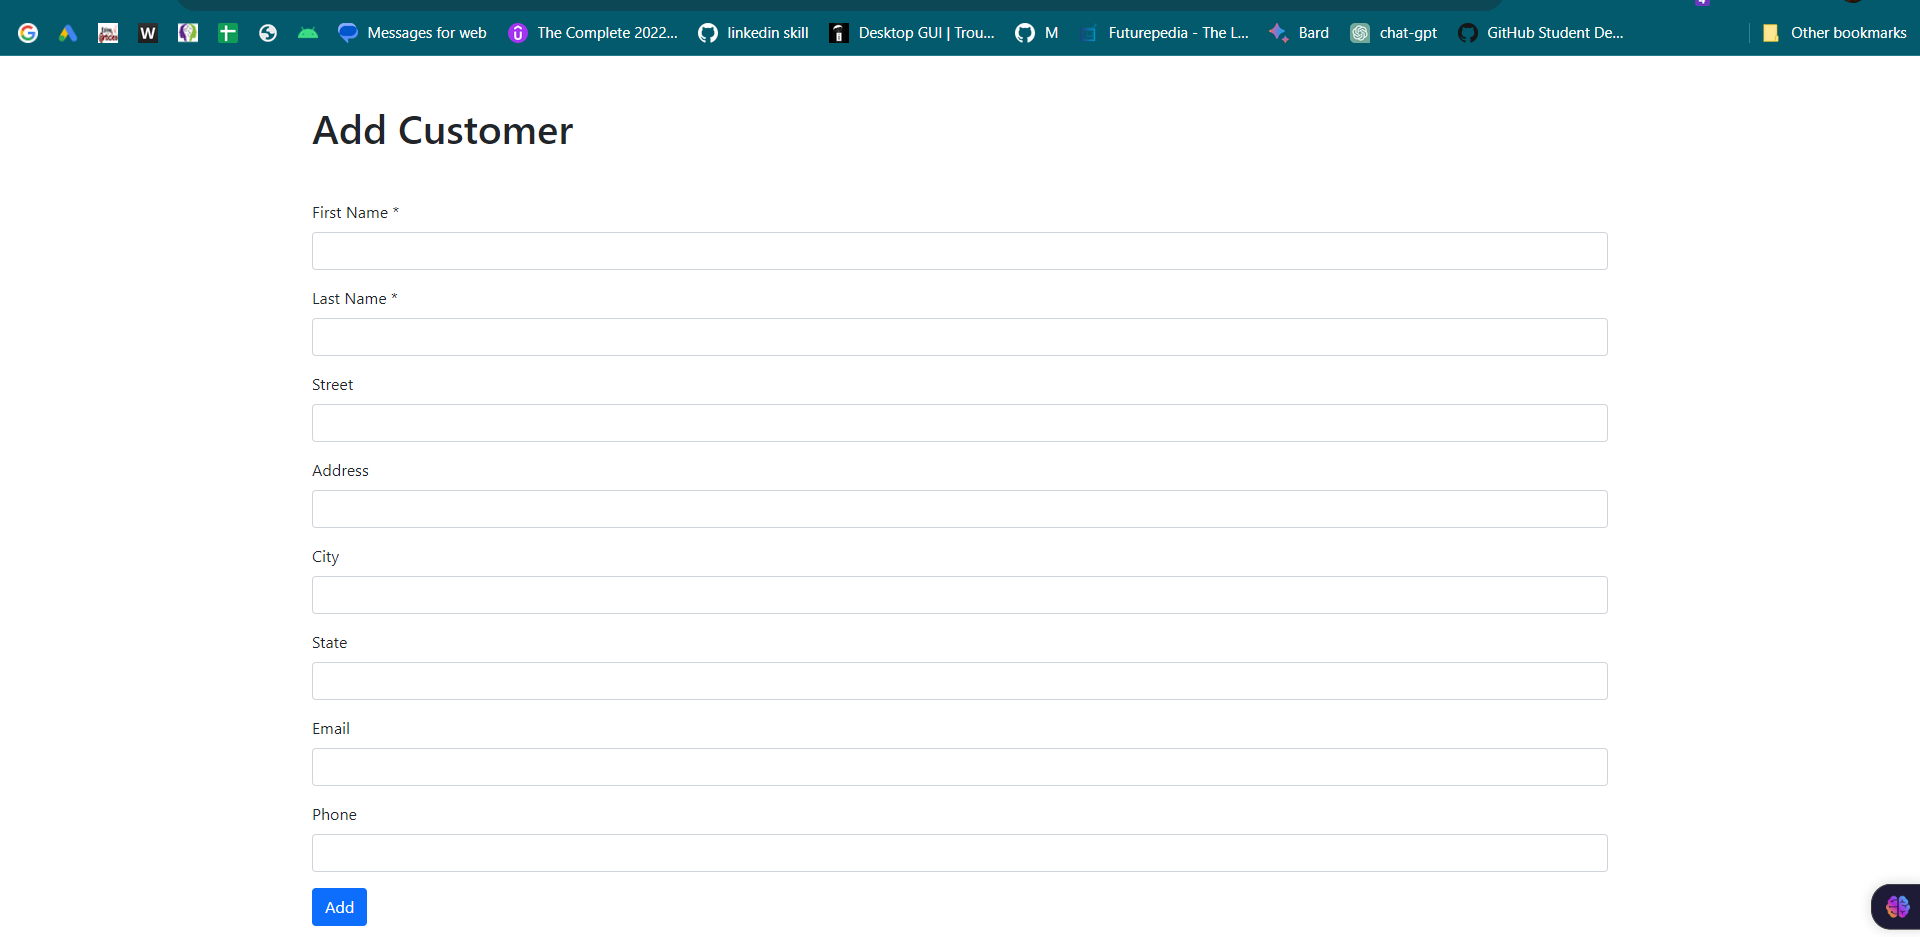 Messages for web The Complete 2022... linkedin skill Desktop GUI | Trou... M Futurepedia - The L... Bard chat-gpt GitHub Student De... Other bookmarks
Add Customer
First Name *
Last Name *
Street
Address
City
State
Email
Phone
Add